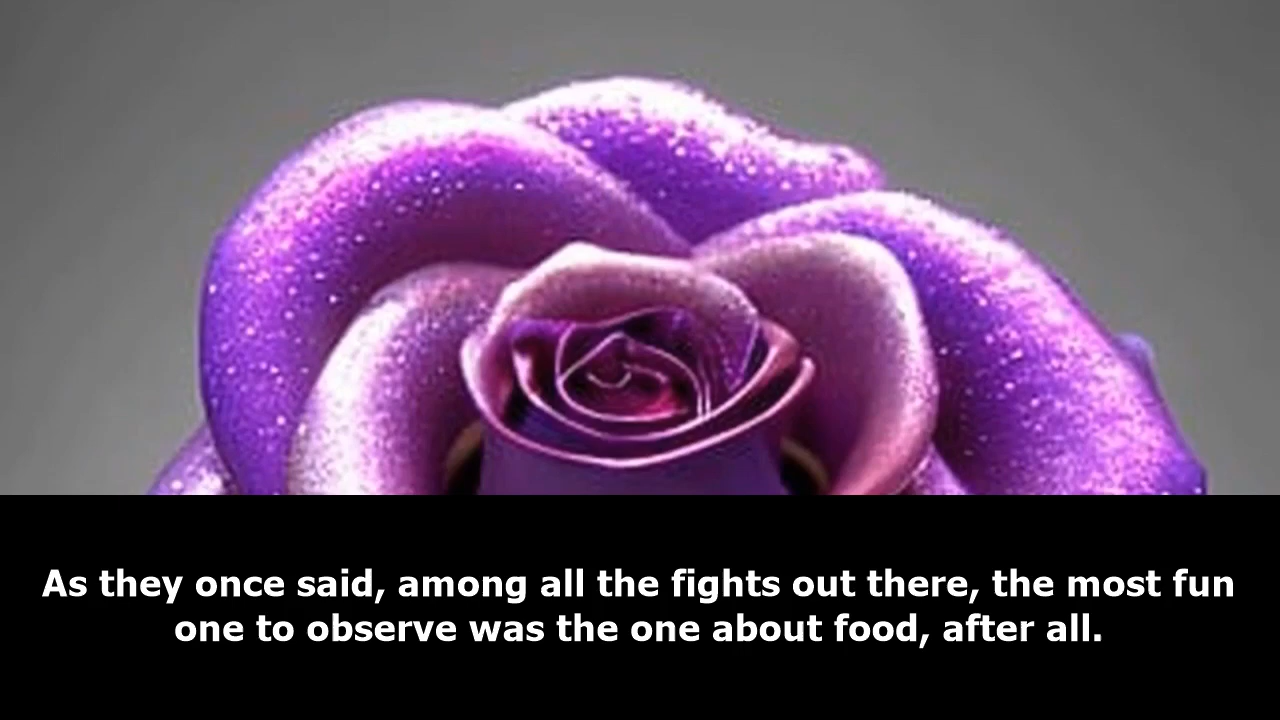 As they once said, among all the fights out there, the most fun
one to observe was the one about food, after all.